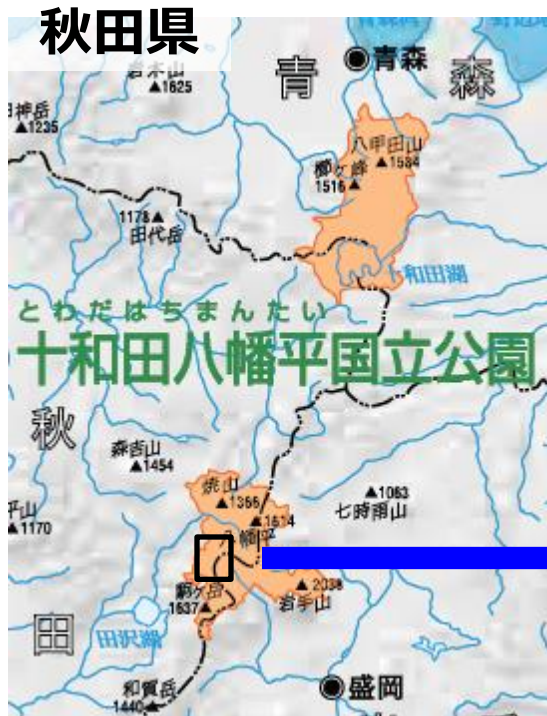 秋田県
岩木山
▲1625
青森
青森
八甲田山
▲1584
櫛ヶ峰
1516▲
▲1235
1178▲
田代岳
十和田湖
とわだはちまんたい
十和田八幡平国立公園
秋田
森吉山
▲1454
焼山
▲1366
▲1614
八幡平
▲1063
七時雨山
▲1170
駒ヶ岳
1637▲
▲2038
岩手山
田沢湖
和賀岳
1440▲
盛岡